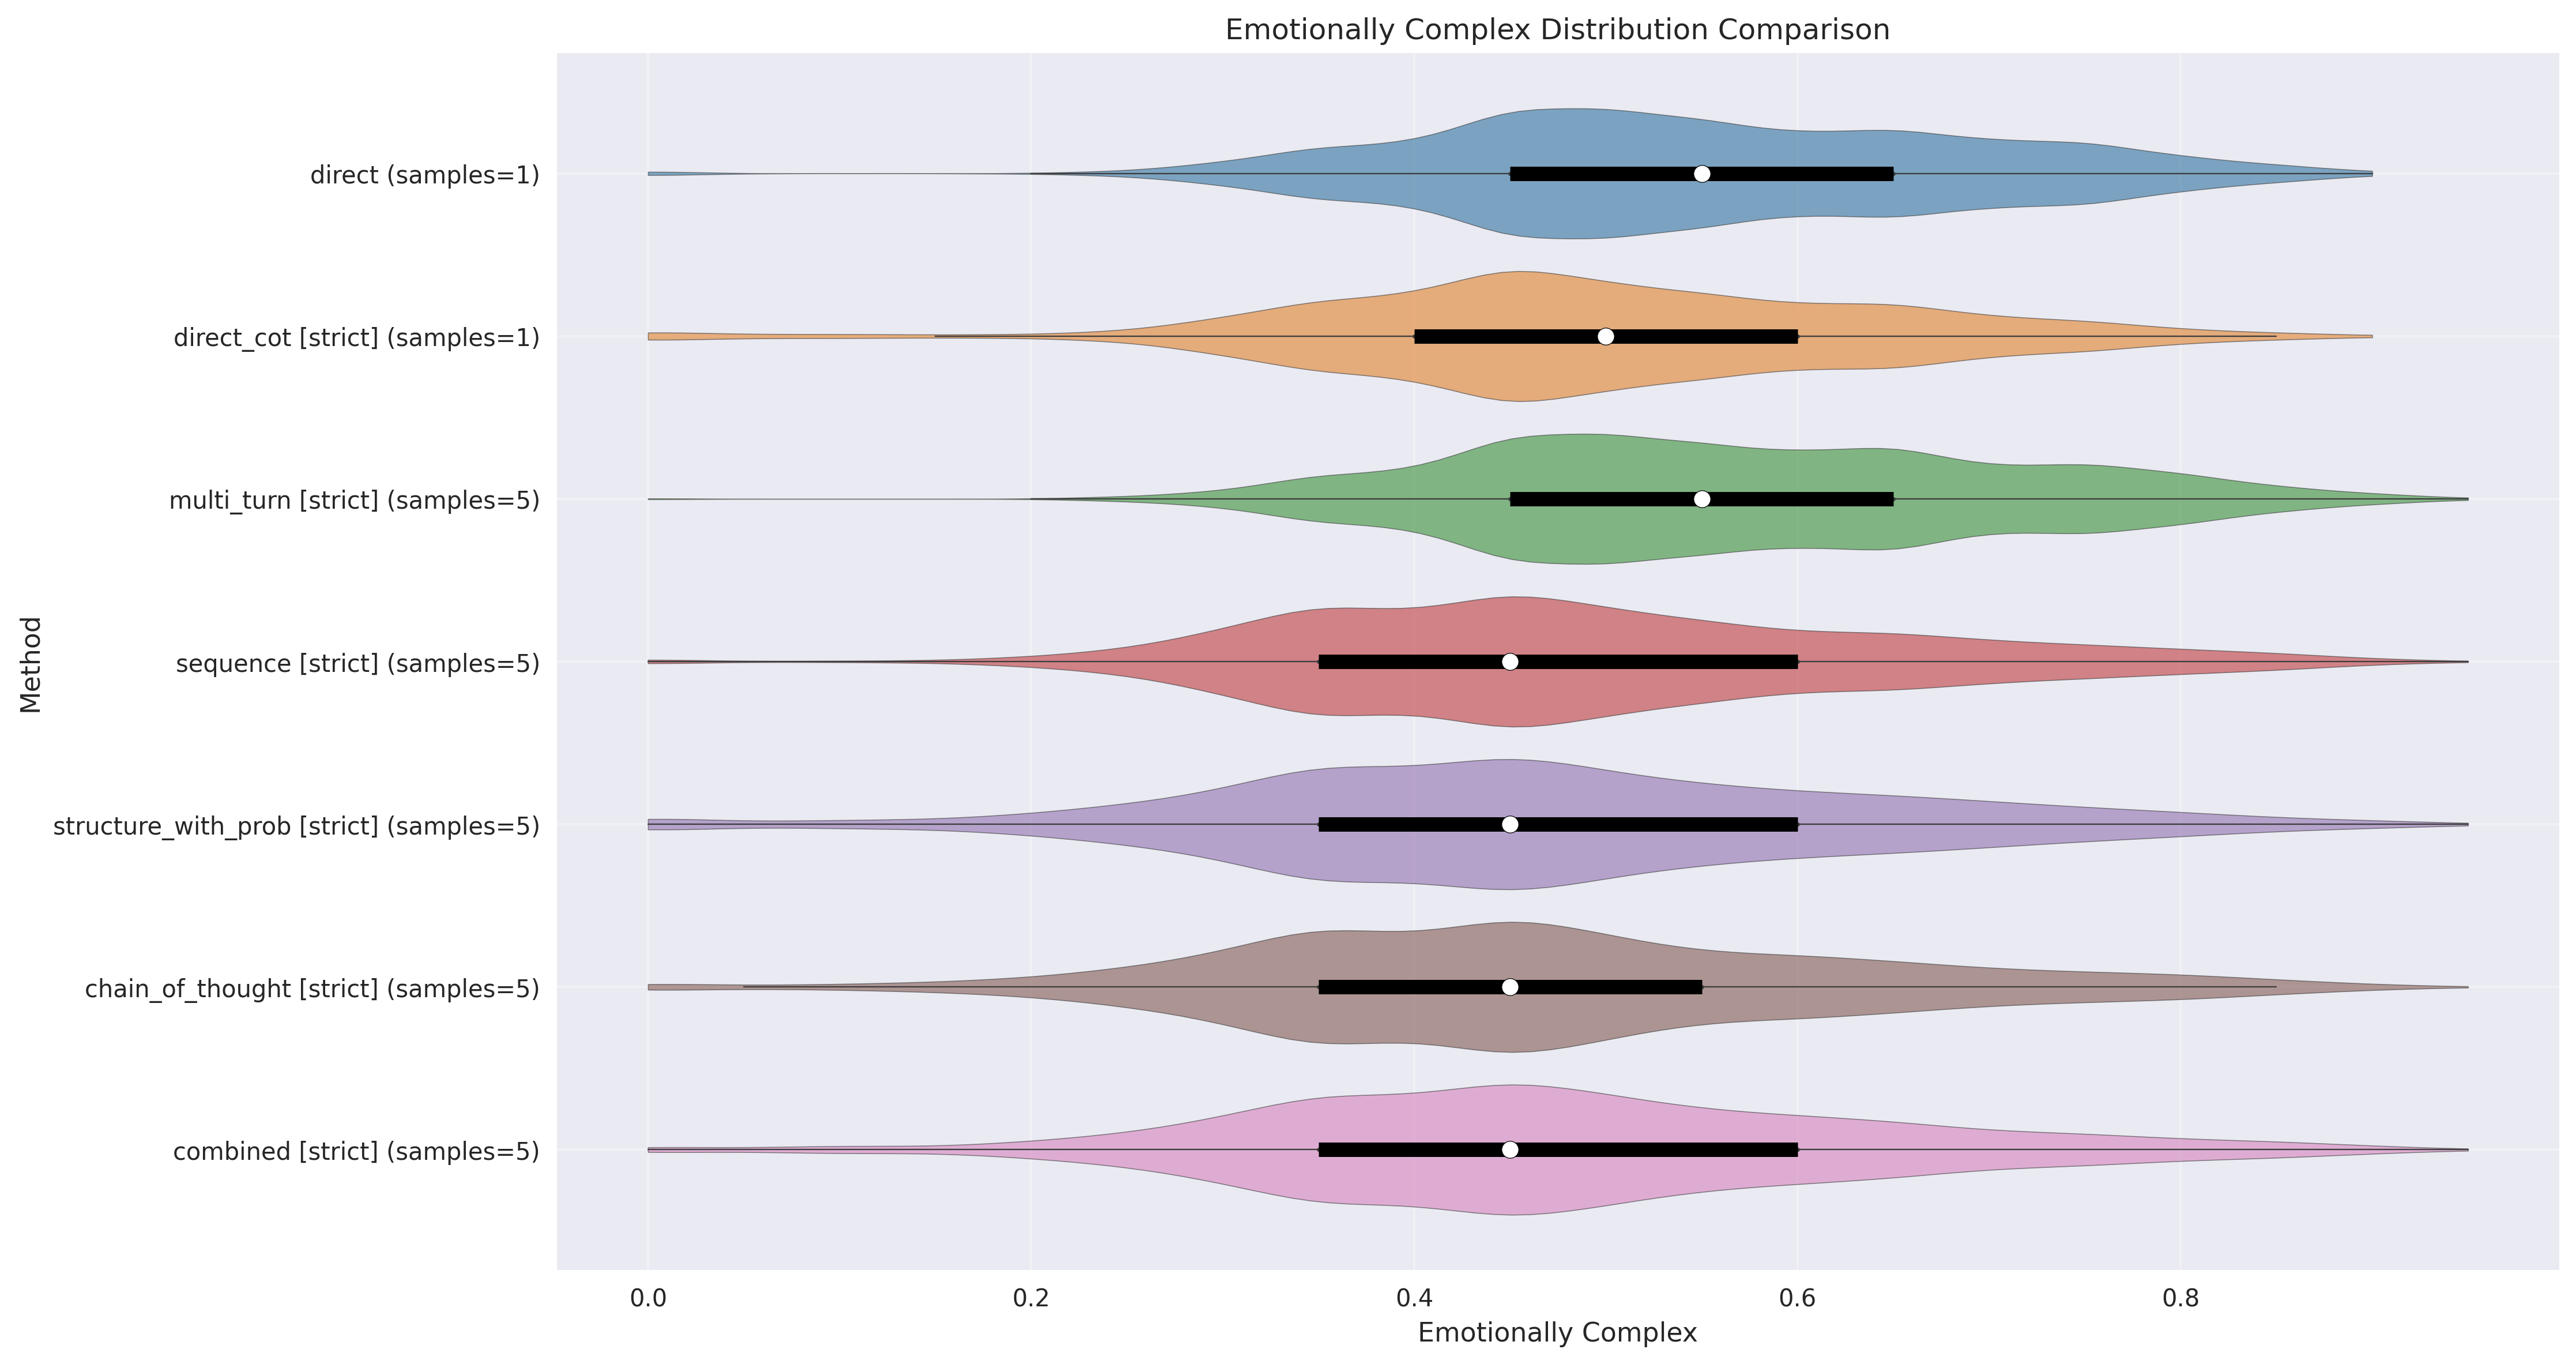 Emotionally Complex Distribution Comparison
Method
direct (samples=1)
direct_cot [strict] (samples=1)
multi_turn [strict] (samples=5)
sequence [strict] (samples=5)
structure_with_prob [strict] (samples=5)
chain_of_thought [strict] (samples=5)
combined [strict] (samples=5)
0.0 0.2 0.4 0.6 0.8
Emotionally Complex